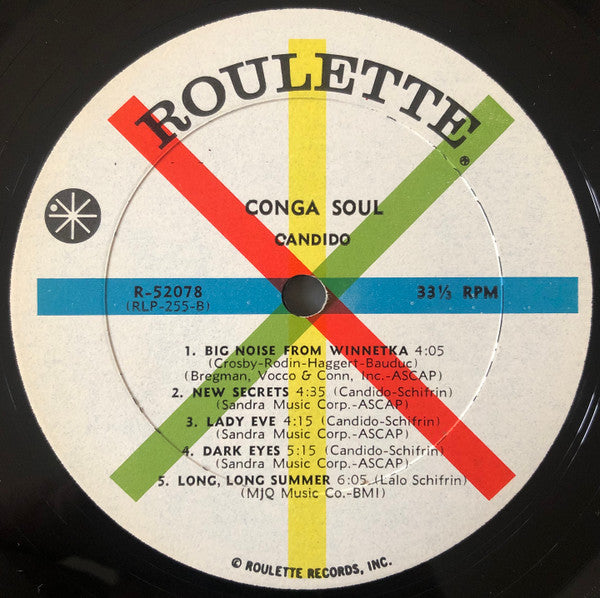 ROULETTE
®
CONGA SOUL
CANDIDO
R-52078 33⅓ RPM
(RLP-255-B)
1. BIG NOISE FROM WINNETKA 4:05
(Crosby-Rodin-Haggert-Bauduc)
(Bregman, Vocco & Conn, Inc.-ASCAP)
2. NEW SECRETS 4:35 (Candido-Schifrin)
(Sandra Music Corp.-ASCAP)
3. LADY EVE 4:15 (Candido-Schifrin)
(Sandra Music Corp.-ASCAP)
4. DARK EYES 5:15 (Candido-Schifrin)
(Sandra Music Corp.-ASCAP)
5. LONG, LONG SUMMER 6:05 (Lalo Schifrin)
(MJQ Music Co.-BMI)
© ROULETTE RECORDS, INC.